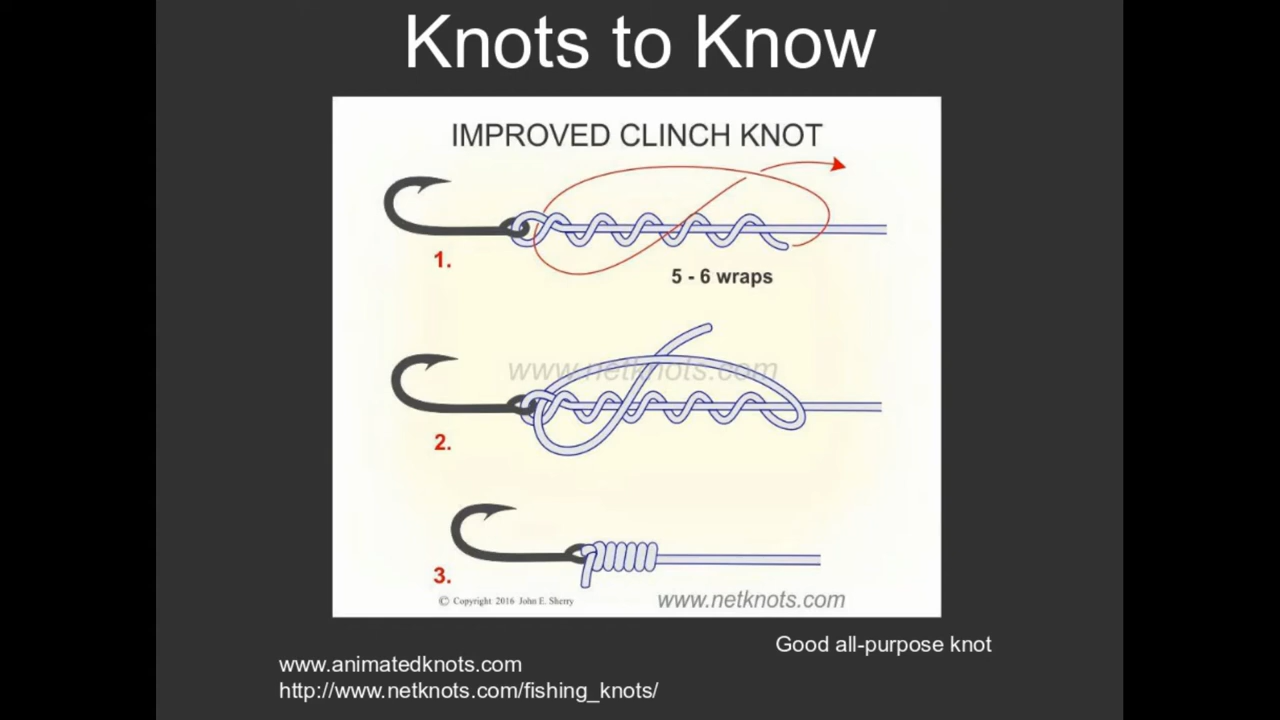 Knots to Know
IMPROVED CLINCH KNOT
1.
5 - 6 wraps
www.netknots.com
2.
3.
© Copyright 2016 John E. Sherry
www.netknots.com
Good all-purpose knot
www.animatedknots.com
http://www.netknots.com/fishing_knots/